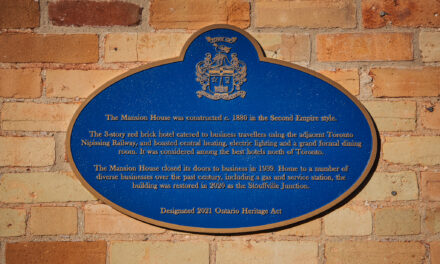 The Mansion House was constructed c. 1880 in the Second Empire style.
The 3-story red brick hotel catered to business travellers using the adjacent Toronto
Nipissing Railway, and boasted central heating, electric lighting and a grand formal dining
room. It was considered among the best hotels north of Toronto.
The Mansion House closed its doors to business in 1939. Home to a number of
diverse businesses over the past century, including a gas and service station, the
building was restored in 2020 as the Stouffville Junction.
Designated 2021 Ontario Heritage Act